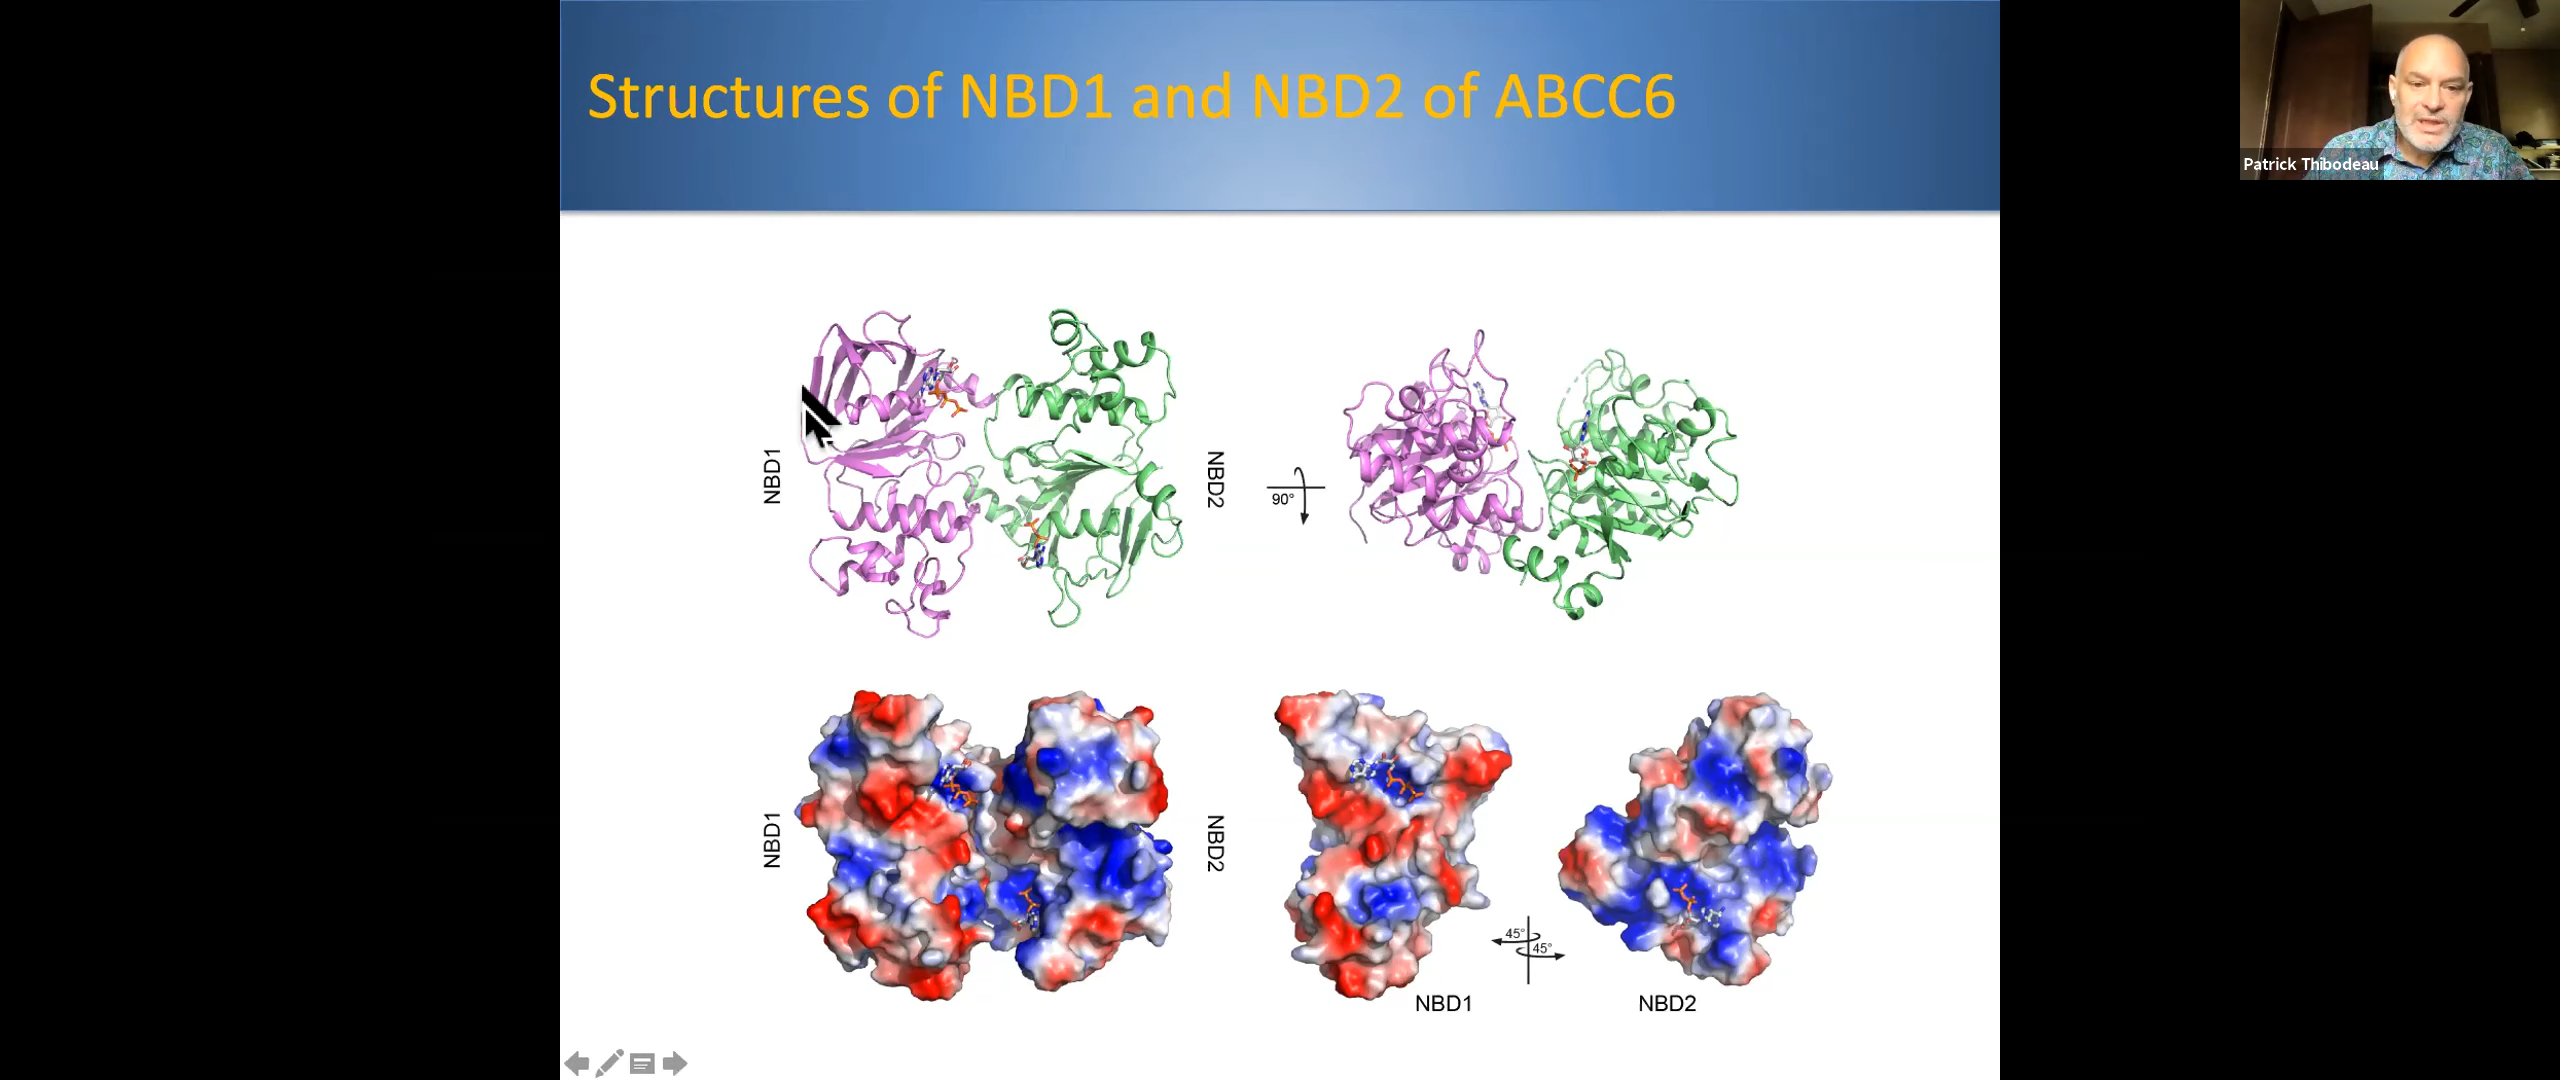 Structures of NBD1 and NBD2 of ABCC6
Patrick Thibodeau
NBD1
NBD2
90°
NBD1
NBD2
45°
45°
NBD1
NBD2